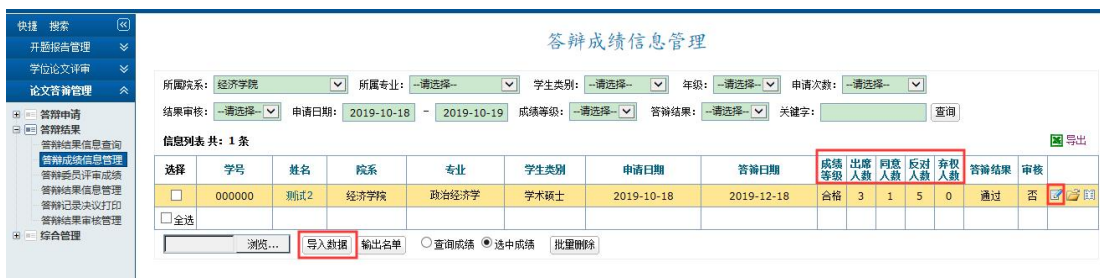 快捷 搜索
开题报告管理
学位论文评审
论文答辩管理
答辩申请
答辩结果
答辩结果信息查询
答辩成绩信息管理
答辩委员评审成绩
答辩结果信息管理
答辩记录决议打印
答辩结果审核管理
综合管理
答辩成绩信息管理
所属院系: 经济学院 所属专业: --请选择-- 学生类别: --请选择-- 年级: --请选择-- 申请次数: --请选择--
结果审核: --请选择-- 申请日期: 2019-10-18 - 2019-10-19 成绩等级: --请选择-- 答辩结果: --请选择-- 关键字: 查询
信息列表 共: 1 条 导出
选择 学号 姓名 院系 专业 学生类别 申请日期 答辩日期 成绩等级 出席人数 同意人数 反对人数 弃权人数 答辩结果 审核
000000 测试2 经济学院 政治经济学 学术硕士 2019-10-18 2019-12-18 合格 3 1 5 0 通过 否
全选
浏览... 导入数据 输出名单 查询成绩 选中成绩 批量删除